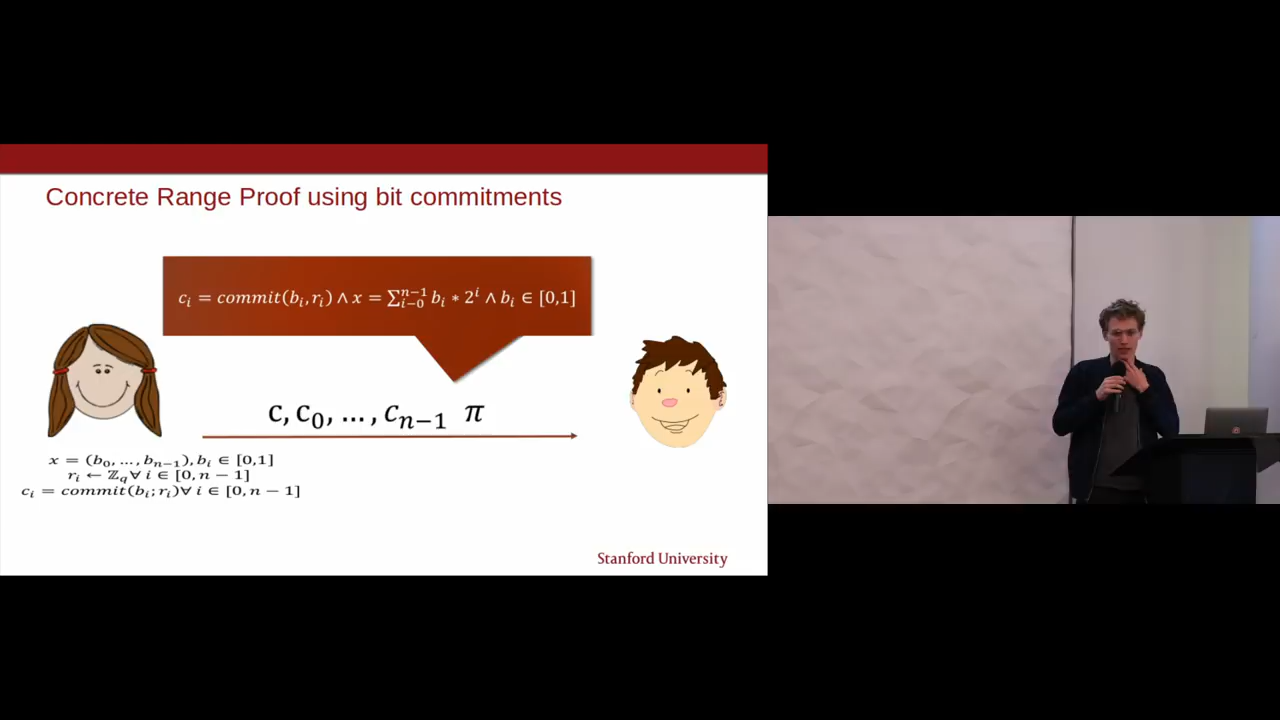 Concrete Range Proof using bit commitments
c_i = commit(b_i, r_i) ∧ x = ∑_{i-0}^{n-1} b_i * 2^i ∧ b_i ∈ [0,1]
c, c_0, ..., c_{n-1} π
x = (b_0, ..., b_{n-1}), b_i ∈ [0,1]
r_i ← ℤ_q ∀ i ∈ [0, n − 1]
c_i = commit(b_i; r_i)∀ i ∈ [0, n − 1]
Stanford University